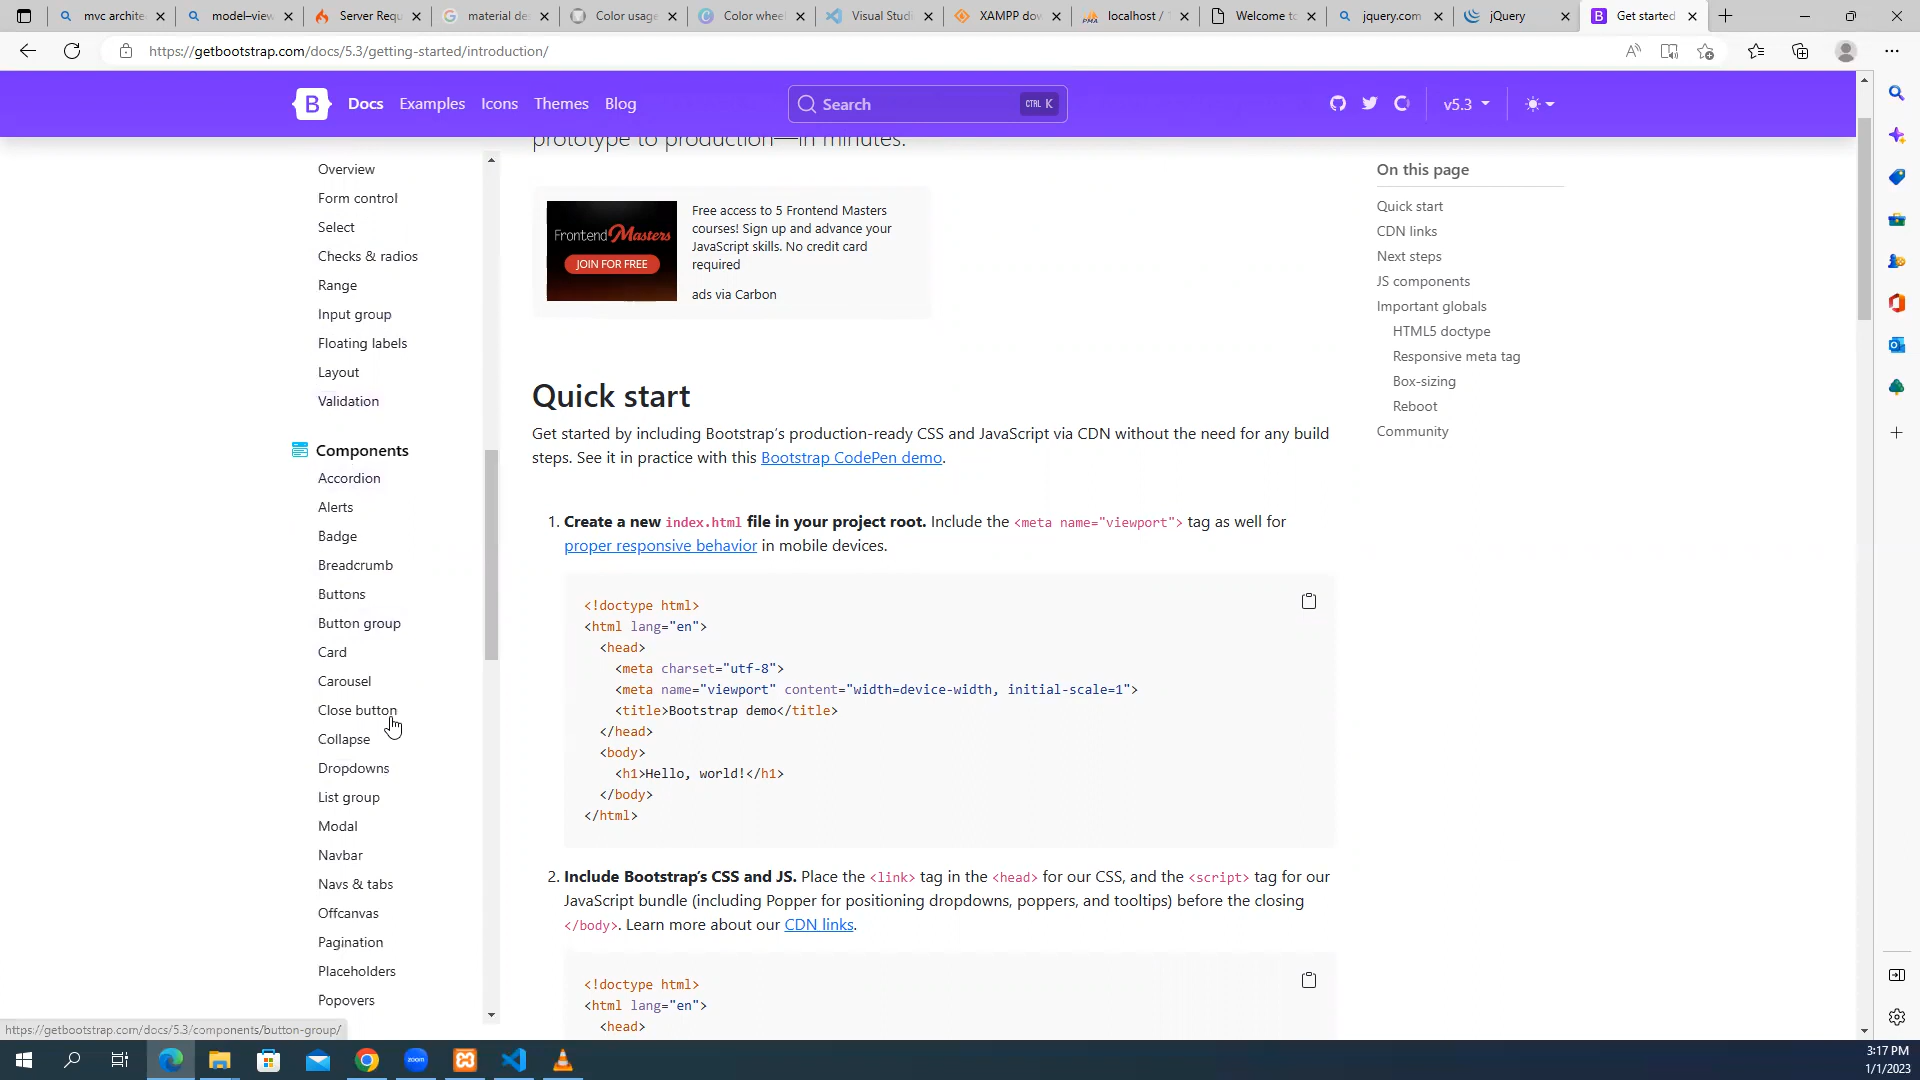 mvc archite
model–view
Server Requ
material de
Color usage
Color whee
Visual Studi
XAMPP dow
localhost /
Welcome to
jquery.com
jQuery
Get started
https://getbootstrap.com/docs/5.3/getting-started/introduction/
B Docs Examples Icons Themes Blog
Search CTRL K
v5.3
Overview
Form control
Select
Checks & radios
Range
Input group
Floating labels
Layout
Validation
Components
Accordion
Alerts
Badge
Breadcrumb
Buttons
Button group
Card
Carousel
Close button
Collapse
Dropdowns
List group
Modal
Navbar
Navs & tabs
Offcanvas
Pagination
Placeholders
Popovers
prototype to production—in minutes.
Frontend Masters
JOIN FOR FREE
Free access to 5 Frontend Masters
courses! Sign up and advance your
JavaScript skills. No credit card
required
ads via Carbon
Quick start
Get started by including Bootstrap’s production-ready CSS and JavaScript via CDN without the need for any build
steps. See it in practice with this Bootstrap CodePen demo.
1. Create a new index.html file in your project root. Include the <meta name="viewport"> tag as well for
proper responsive behavior in mobile devices.
<!doctype html>
<html lang="en">
<head>
<meta charset="utf-8">
<meta name="viewport" content="width=device-width, initial-scale=1">
<title>Bootstrap demo</title>
</head>
<body>
<h1>Hello, world!</h1>
</body>
</html>
2. Include Bootstrap’s CSS and JS. Place the <link> tag in the <head> for our CSS, and the <script> tag for our
JavaScript bundle (including Popper for positioning dropdowns, poppers, and tooltips) before the closing
</body>. Learn more about our CDN links.
<!doctype html>
<html lang="en">
<head>
On this page
Quick start
CDN links
Next steps
JS components
Important globals
HTML5 doctype
Responsive meta tag
Box-sizing
Reboot
Community
https://getbootstrap.com/docs/5.3/components/button-group/
zoom
3:17 PM
1/1/2023